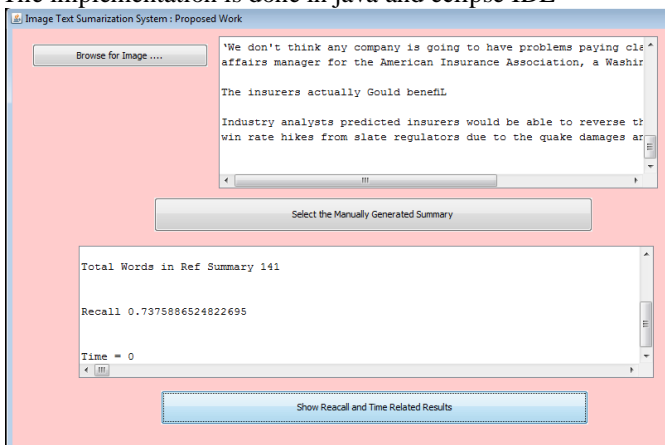 The implementation is done in java and eclipse IDE
Image Text Sumarization System : Proposed Work
Browse for Image ....
'We don't think any company is going to have problems paying cla
affairs manager for the American Insurance Association, a Washin
The insurers actually Gould benefiL
Industry analysts predicted insurers would be able to reverse th
win rate hikes from slate regulators due to the quake damages an
Select the Manually Generated Summary
Total Words in Ref Summary 141
Recall 0.7375886524822695
Time = 0
Show Reacall and Time Related Results